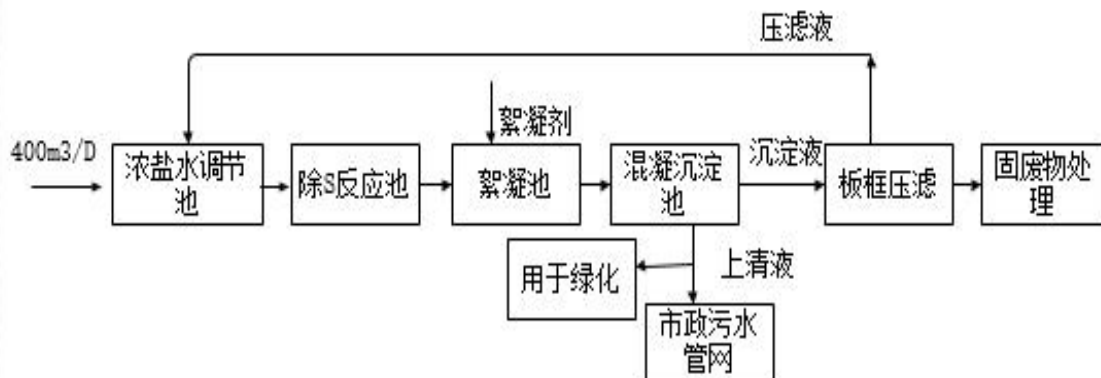 压滤液
絮凝剂
400m3/D
浓盐水调节
池
除S反应池
絮凝池
混凝沉淀
池
沉淀液
板框压滤
固废物处
理
用于绿化
上清液
市政污水
管网